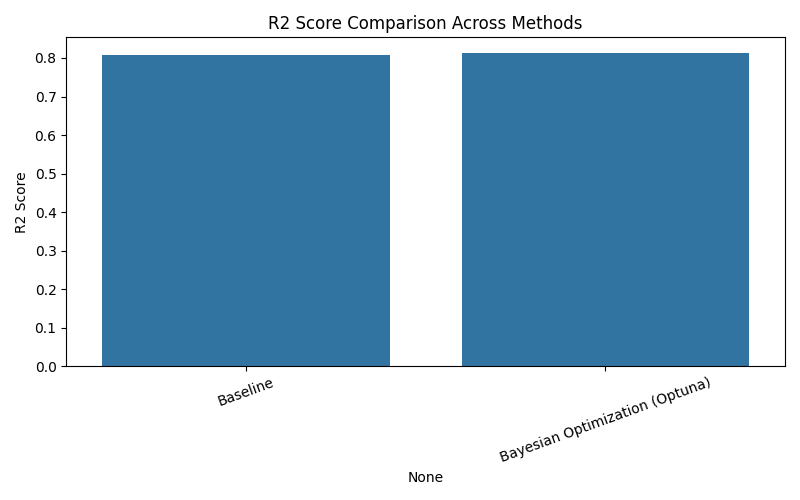 R2 Score Comparison Across Methods
R2 Score
0.8
0.7
0.6
0.5
0.4
0.3
0.2
0.1
0.0
Baseline
Bayesian Optimization (Optuna)
None